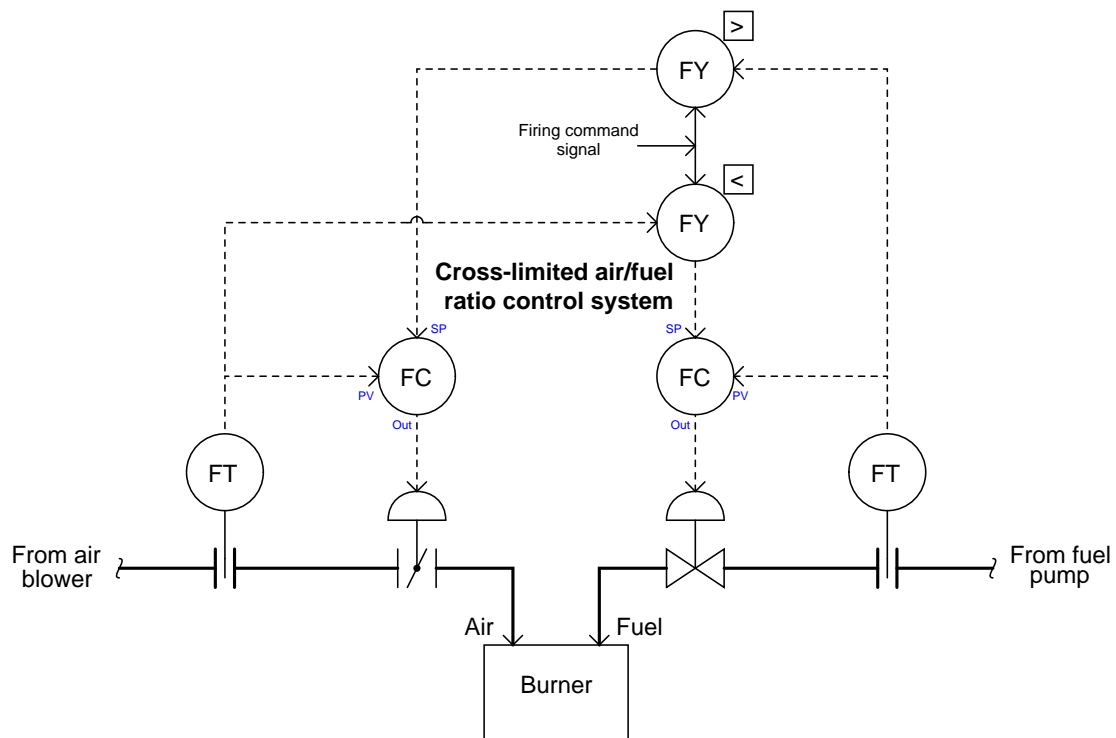 >
FY
Firing command
signal
<
FY
Cross-limited air/fuel
ratio control system
SP
SP
FC
FC
PV
PV
Out
Out
FT
FT
From air
blower
From fuel
pump
Air
Fuel
Burner